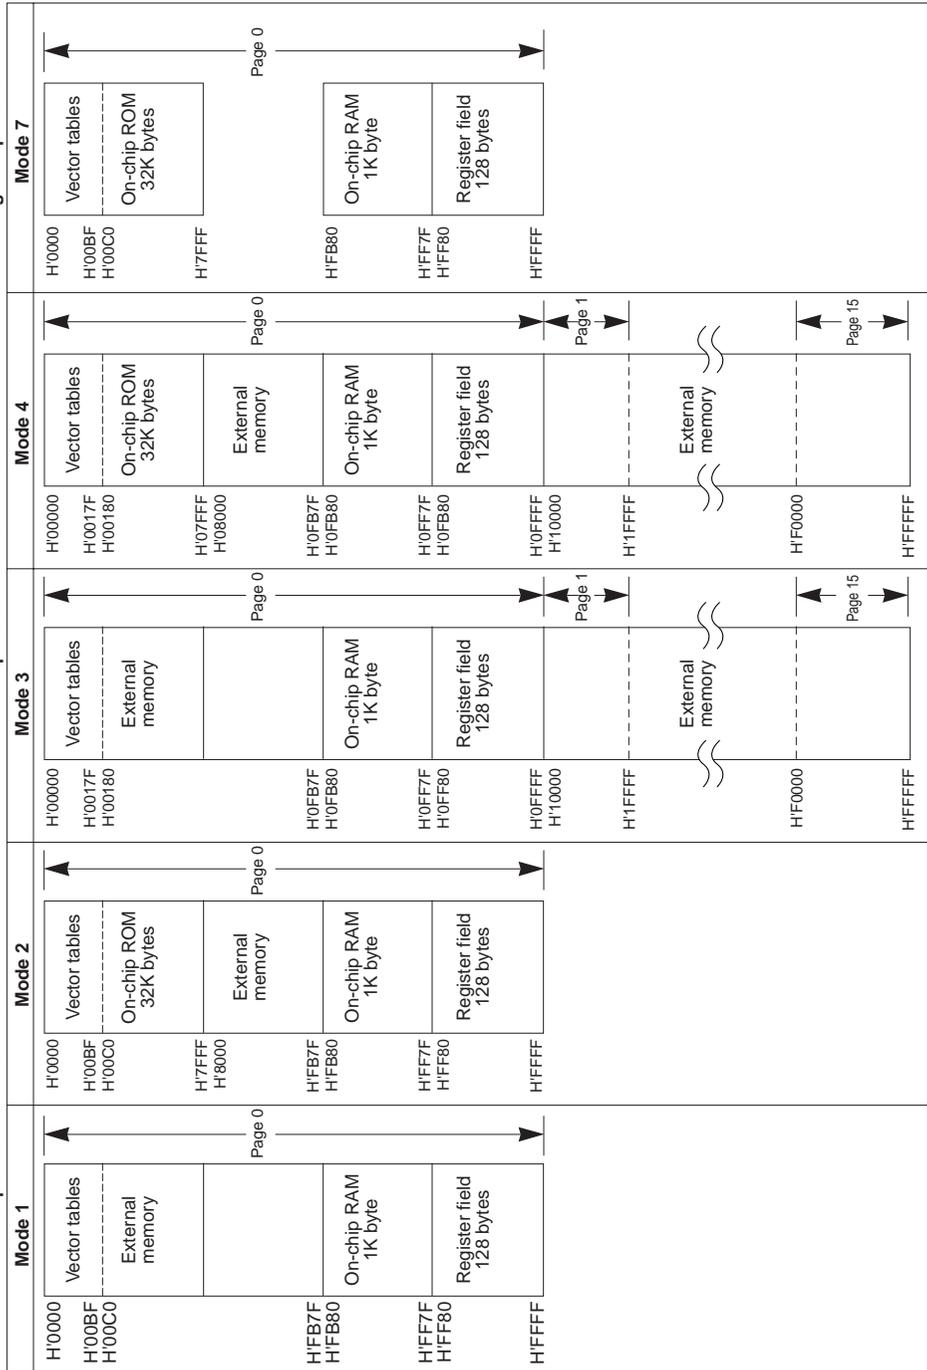 Mode 1
H'0000
Vector tables
H'00BF
H'00C0
External
memory
H'FB7F
H'FB80
On-chip RAM
1K byte
H'FF7F
H'FF80
Register field
128 bytes
H'FFFF
Page 0
Mode 2
H'0000
Vector tables
H'00BF
H'00C0
On-chip ROM
32K bytes
H'7FFF
H'8000
External
memory
H'FB7F
H'FB80
On-chip RAM
1K byte
H'FF7F
H'FF80
Register field
128 bytes
H'FFFF
Page 0
Mode 3
H'00000
Vector tables
H'0017F
H'00180
External
memory
H'0FB7F
H'0FB80
On-chip RAM
1K byte
H'0FF7F
H'0FF80
Register field
128 bytes
H'0FFFF
H'10000
H'1FFFF
External
memory
H'F0000
H'FFFFF
Page 0
Page 1
Page 15
Mode 4
H'00000
Vector tables
H'0017F
H'00180
On-chip ROM
32K bytes
H'07FFF
H'08000
External
memory
H'0FB7F
H'0FB80
On-chip RAM
1K byte
H'0FF7F
H'0FB80
Register field
128 bytes
H'0FFFF
H'10000
H'1FFFF
External
memory
H'F0000
H'FFFFF
Page 0
Page 1
Page 15
Mode 7
H'0000
Vector tables
H'00BF
H'00C0
On-chip ROM
32K bytes
H'7FFF
H'FB80
On-chip RAM
1K byte
H'FF7F
H'FF80
Register field
128 bytes
H'FFFF
Page 0